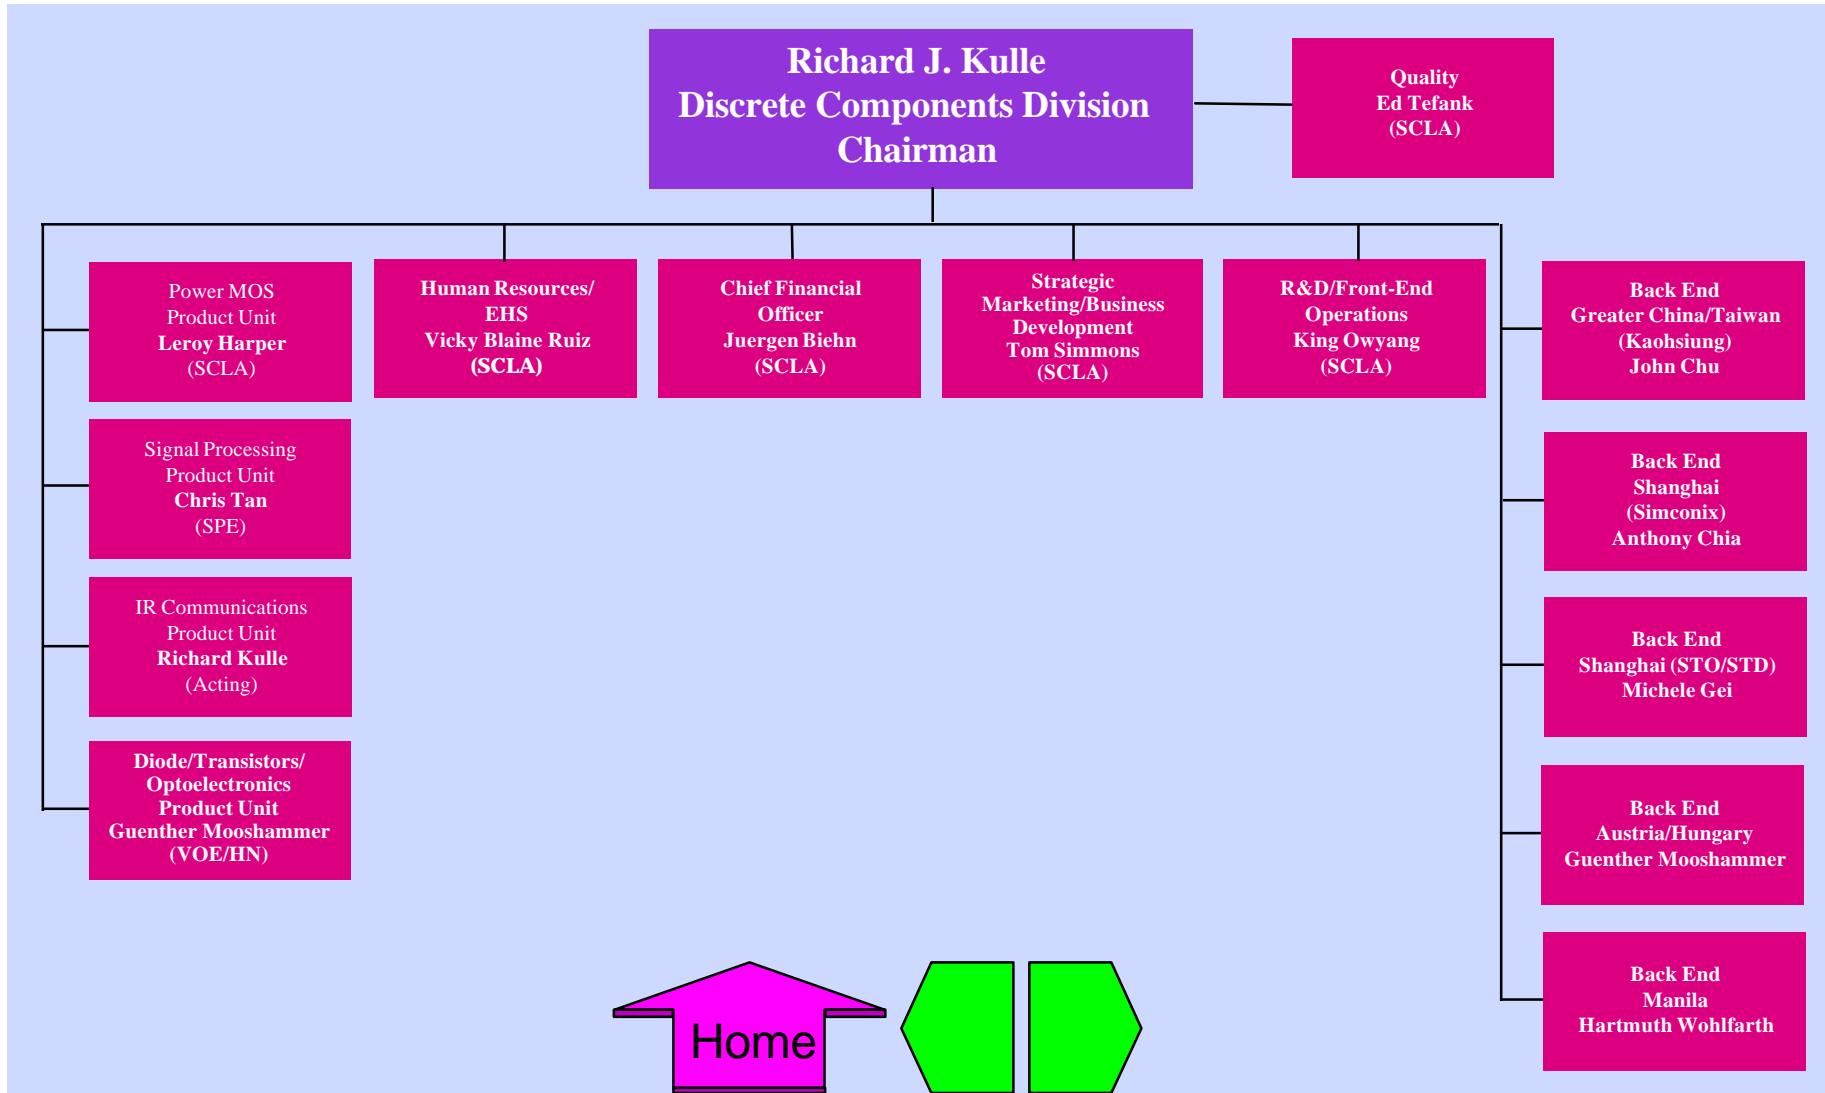 Richard J. Kulle
Discrete Components Division
Chairman
Quality
Ed Tefank
(SCLA)
Power MOS
Product Unit
Leroy Harper
(SCLA)
Human Resources/
EHS
Vicky Blaine Ruiz
(SCLA)
Chief Financial
Officer
Juergen Biehn
(SCLA)
Strategic
Marketing/Business
Development
Tom Simmons
(SCLA)
R&D/Front-End
Operations
King Owyang
(SCLA)
Back End
Greater China/Taiwan
(Kaohsiung)
John Chu
Signal Processing
Product Unit
Chris Tan
(SPE)
Back End
Shanghai
(Simconix)
Anthony Chia
IR Communications
Product Unit
Richard Kulle
(Acting)
Back End
Shanghai (STO/STD)
Michele Gei
Diode/Transistors/
Optoelectronics
Product Unit
Guenther Mooshammer
(VOE/HN)
Back End
Austria/Hungary
Guenther Mooshammer
Back End
Manila
Hartmuth Wohlfarth
Home